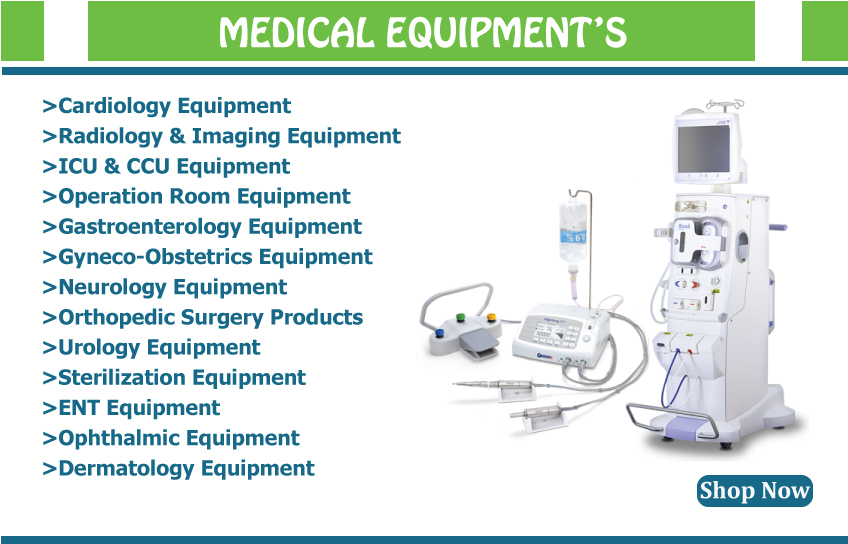 MEDICAL EQUIPMENT'S
>Cardiology Equipment
>Radiology & Imaging Equipment
>ICU & CCU Equipment
>Operation Room Equipment
>Gastroenterology Equipment
>Gyneco-Obstetrics Equipment
>Neurology Equipment
>Orthopedic Surgery Products
>Urology Equipment
>Sterilization Equipment
>ENT Equipment
>Ophthalmic Equipment
>Dermatology Equipment
Shop Now